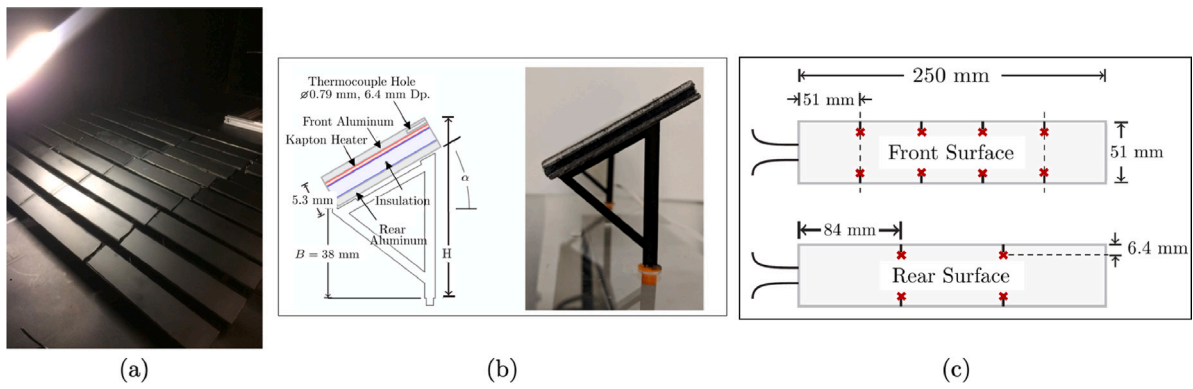 Thermocouple Hole
⌀0.79 mm, 6.4 mm Dp.
Front Aluminum
Kapton Heater
α
5.3 mm
Insulation
Rear
Aluminum
B = 38 mm
H
250 mm
51 mm
Front Surface
51 mm
84 mm
6.4 mm
Rear Surface
(a)
(b)
(c)